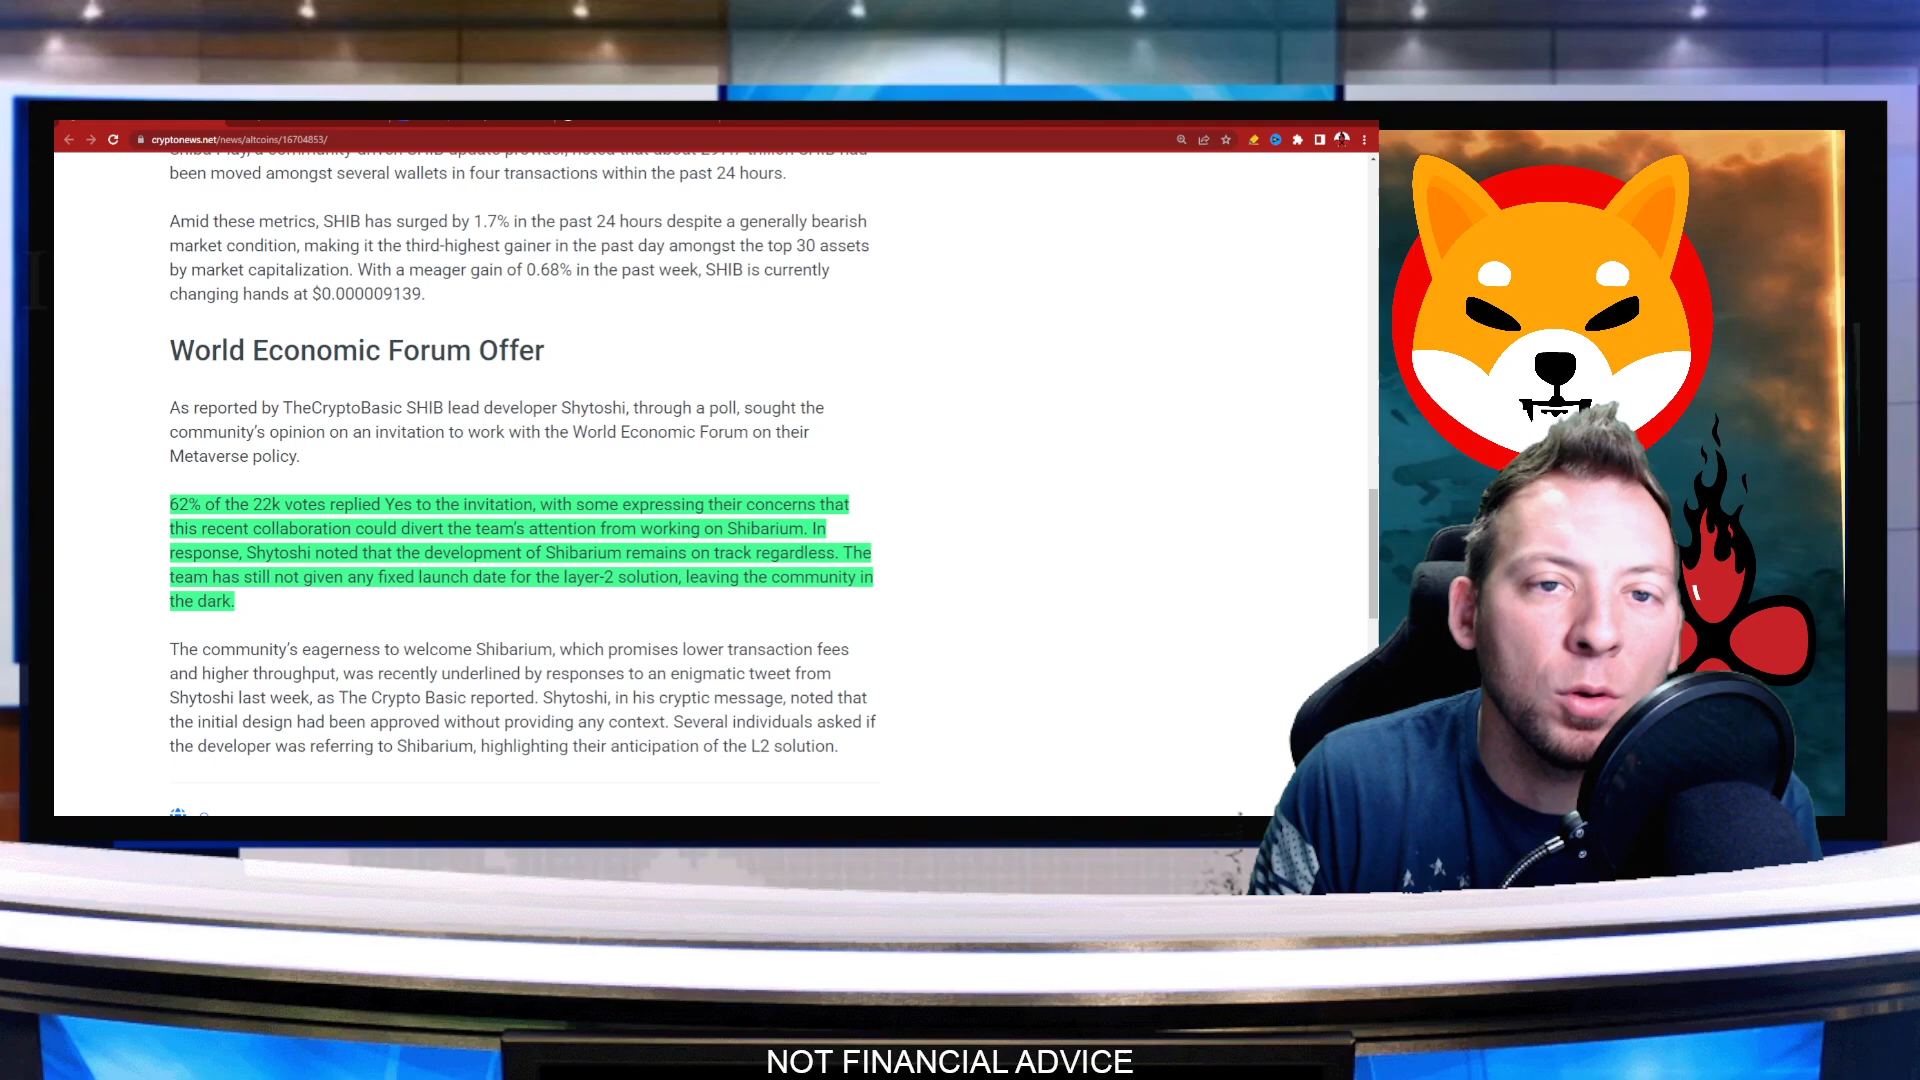 cryptonews.net/news/altcoins/16704853/
been moved amongst several wallets in four transactions within the past 24 hours.
Amid these metrics, SHIB has surged by 1.7% in the past 24 hours despite a generally bearish
market condition, making it the third-highest gainer in the past day amongst the top 30 assets
by market capitalization. With a meager gain of 0.68% in the past week, SHIB is currently
changing hands at $0.000009139.
World Economic Forum Offer
As reported by TheCryptoBasic SHIB lead developer Shytoshi, through a poll, sought the
community's opinion on an invitation to work with the World Economic Forum on their
Metaverse policy.
62% of the 22k votes replied Yes to the invitation, with some expressing their concerns that
this recent collaboration could divert the team's attention from working on Shibarium. In
response, Shytoshi noted that the development of Shibarium remains on track regardless. The
team has still not given any fixed launch date for the layer-2 solution, leaving the community in
the dark.
The community's eagerness to welcome Shibarium, which promises lower transaction fees
and higher throughput, was recently underlined by responses to an enigmatic tweet from
Shytoshi last week, as The Crypto Basic reported. Shytoshi, in his cryptic message, noted that
the initial design had been approved without providing any context. Several individuals asked if
the developer was referring to Shibarium, highlighting their anticipation of the L2 solution.
NOT FINANCIAL ADVICE